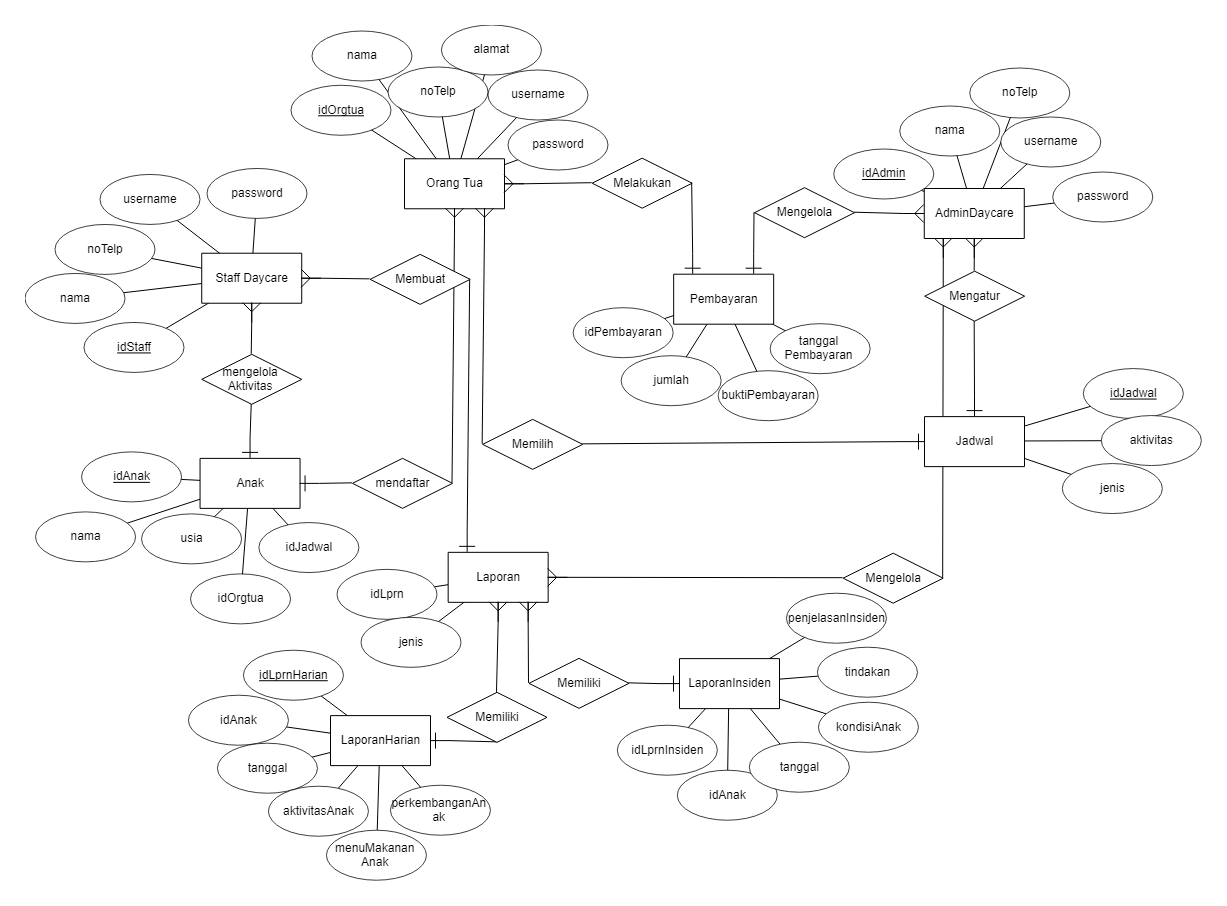 nama
alamat
noTelp
username
idOrgtua
password
Orang Tua
Melakukan
noTelp
nama
username
idAdmin
password
AdminDaycare
Mengelola
username
password
noTelp
nama
idStaff
Staff Daycare
Membuat
Pembayaran
idPembayaran
jumlah
buktiPembayaran
tanggal
Pembayaran
Mengatur
mengelola
Aktivitas
Memilih
Jadwal
idJadwal
aktivitas
jenis
idAnak
Anak
mendaftar
nama
usia
idJadwal
idOrgtua
Laporan
idLprn
jenis
Mengelola
Memiliki
LaporanInsiden
penjelasanInsiden
tindakan
kondisiAnak
tanggal
idAnak
idLprnInsiden
Memiliki
idLprnHarian
idAnak
LaporanHarian
tanggal
aktivitasAnak
perkembanganAn
ak
menuMakanan
Anak